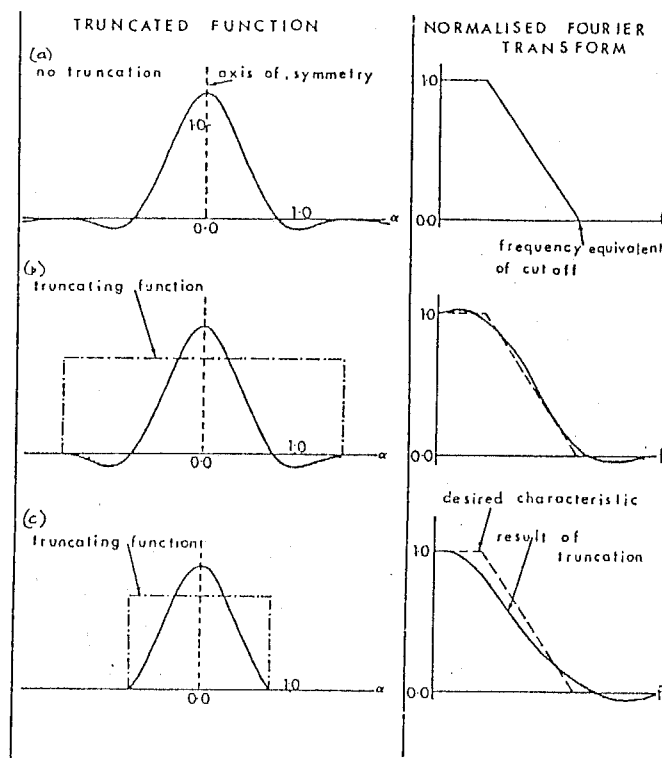 TRUNCATED FUNCTION
NORMALISED FOURIER
TRANSFORM
(a)
no truncation
axis of, symmetry
1.0
1.0
α
0.0
1.0
0.0
frequency equivalent
of cutoff
(b)
truncating function
1.0
α
0.0
1.0
0.0
f
(c)
truncating function
1.0
α
0.0
desired characteristic
result of
truncation
1.0
0.0
f